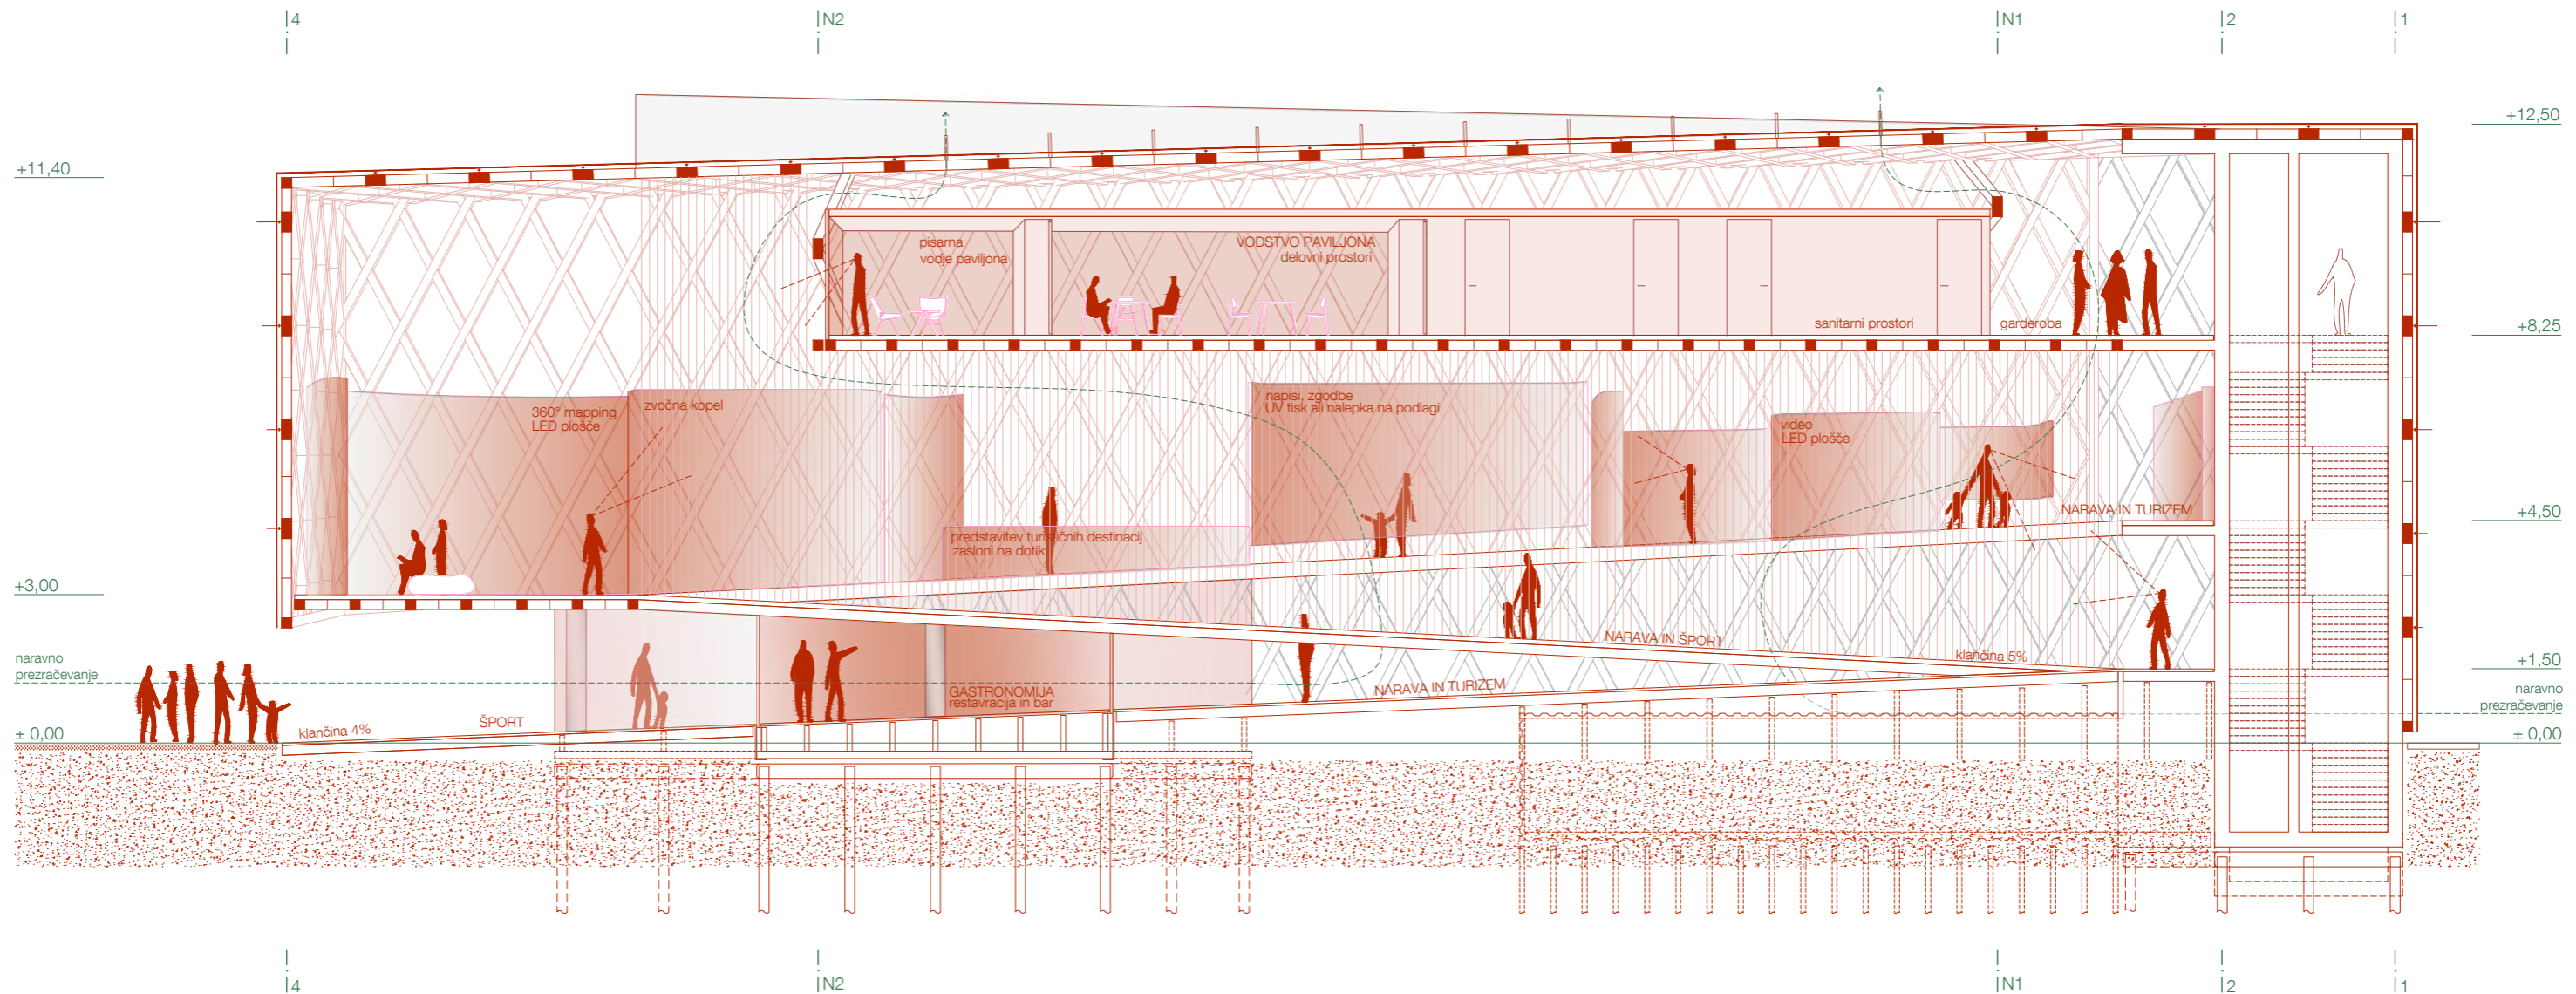 4
N2
N1
2
1
+12,50
+11,40
pisarna
vodje paviljona
VODSTVO PAVILJONA
delovni prostori
sanitarni prostori
garderoba
+8,25
360° mapping
LED plošče
zvočna kopel
napisi, zgodbe
UV tisk ali nalepka na podlagi
video
LED plošče
NARAVA IN TURIZEM
+4,50
predstavitev turističnih destinacij
zasloni na dotik
+3,00
NARAVA IN ŠPORT
klančina 5%
+1,50
naravno
prezračevanje
GASTRONOMIJA
restavracija in bar
NARAVA IN TURIZEM
naravno
prezračevanje
ŠPORT
klančina 4%
± 0,00
± 0,00
4
N2
N1
2
1